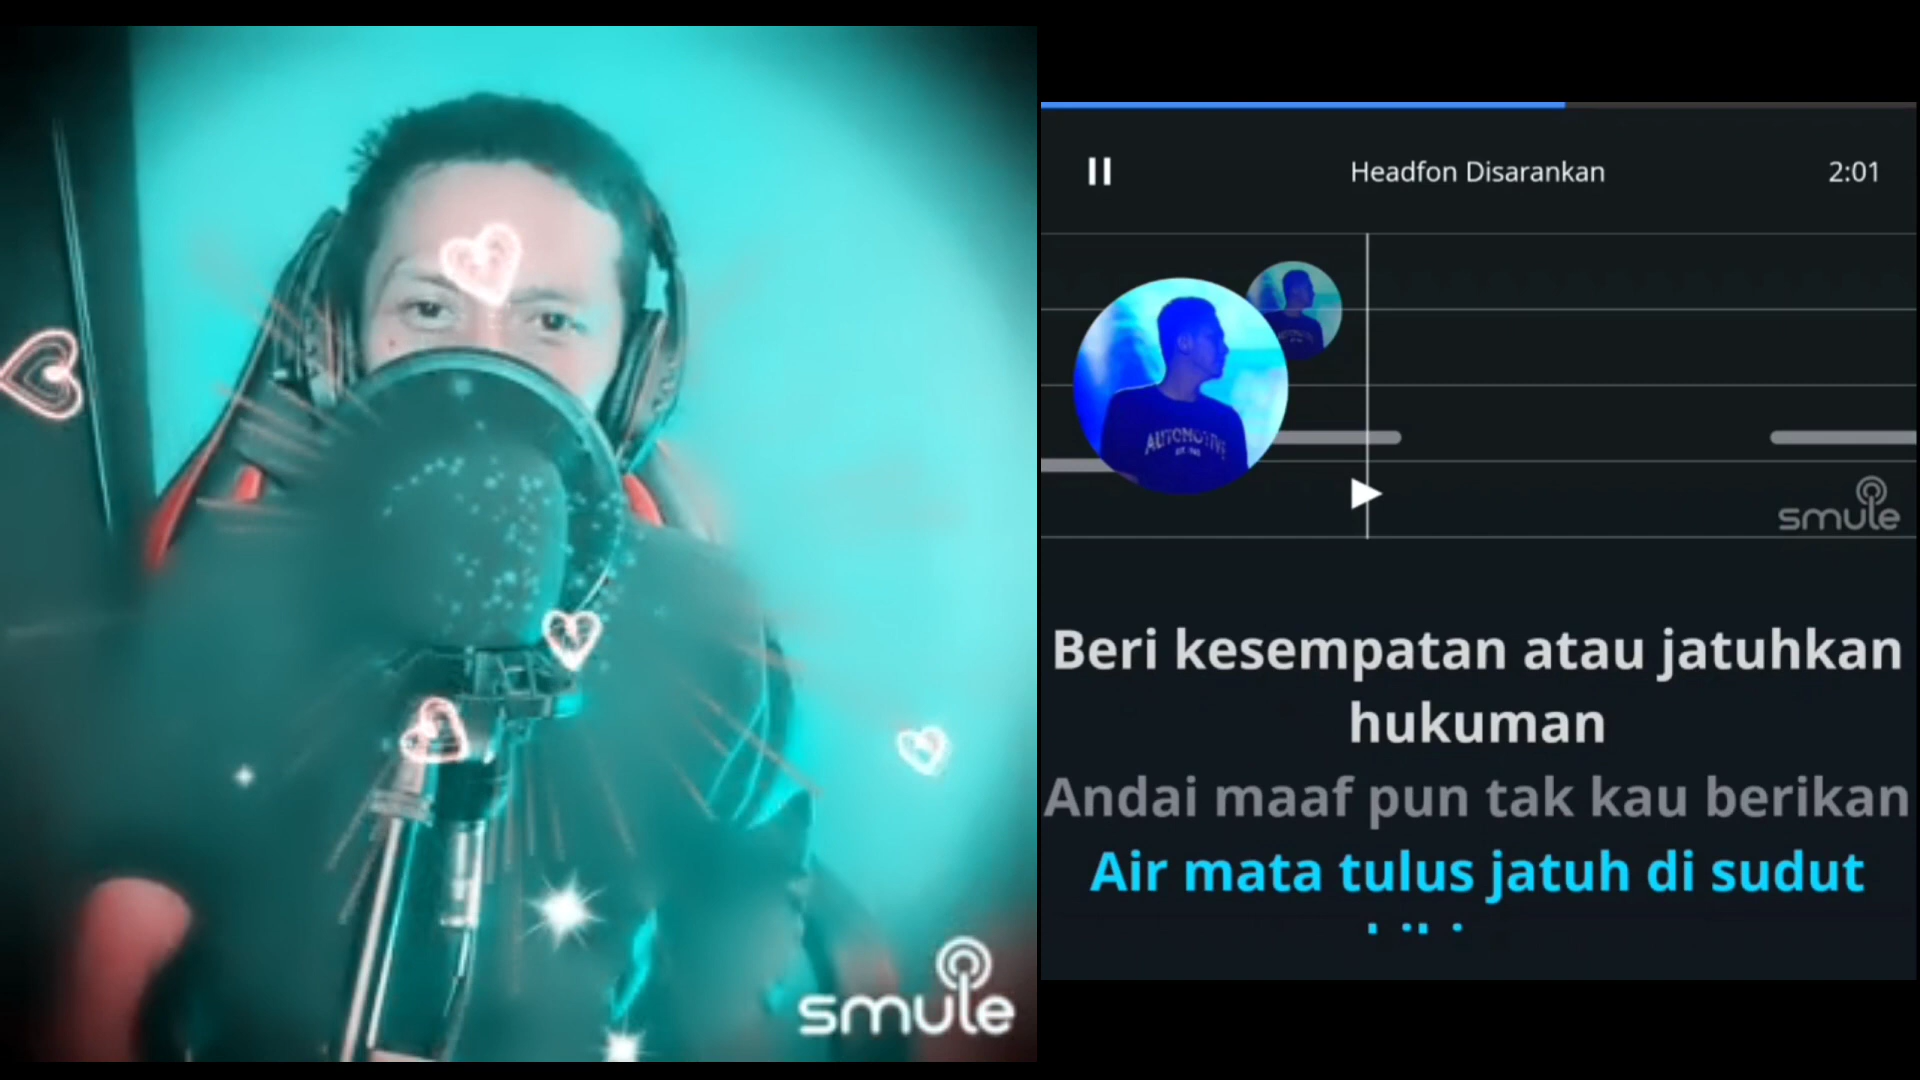 Headfon Disarankan
2:01
AUTOMOTIVE
smule
Beri kesempatan atau jatuhkan
hukuman
Andai maaf pun tak kau berikan
Air mata tulus jatuh di sudut
smule